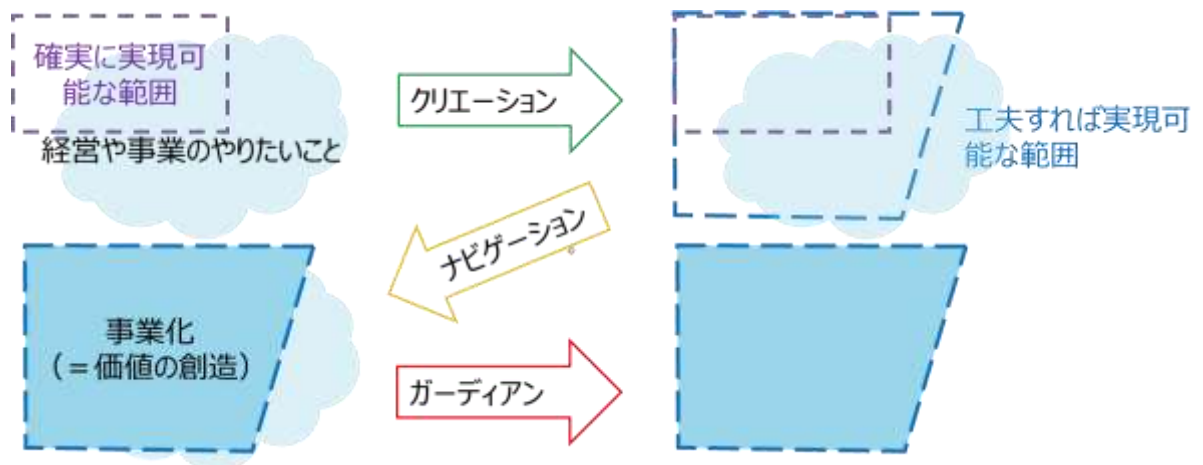 確実に実現可
能な範囲
経営や事業のやりたいこと
クリエーション
工夫すれば実現可
能な範囲
ナビゲーション
事業化
(=価値の創造)
ガーディアン